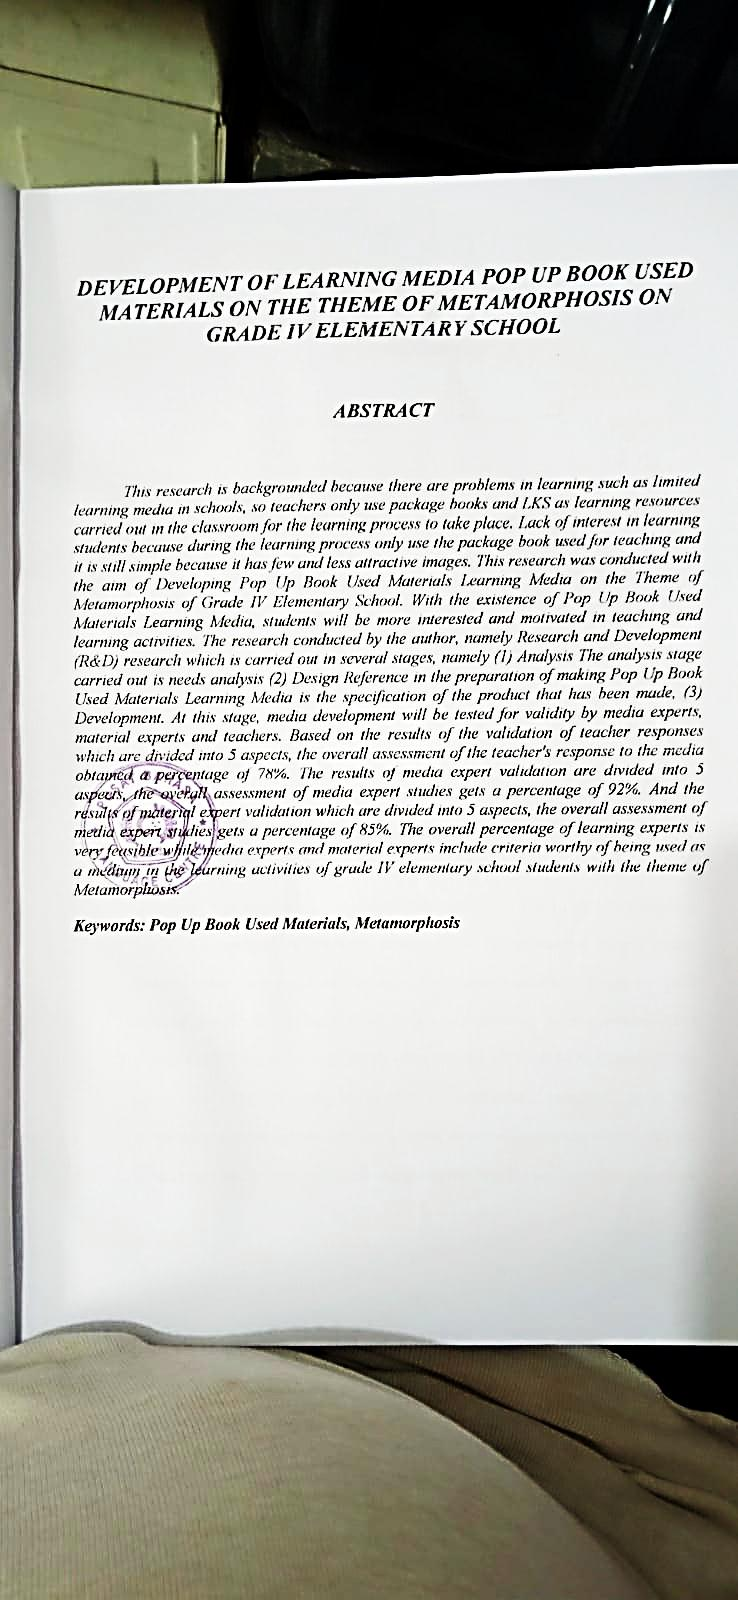 DEVELOPMENT OF LEARNING MEDIA POP UP BOOK USED
MATERIALS ON THE THEME OF METAMORPHOSIS ON
GRADE IV ELEMENTARY SCHOOL
ABSTRACT
This research is backgrounded because there are problems in learning such as limited
learning media in schools, so teachers only use package books and LKS as learning resources
carried out in the classroom for the learning process to take place. Lack of interest in learning
students because during the learning process only use the package book used for teaching and
it is still simple because it has few and less attractive images. This research was conducted with
the aim of Developing Pop Up Book Used Materials Learning Media on the Theme of
Metamorphosis of Grade IV Elementary School. With the existence of Pop Up Book Used
Materials Learning Media, students will be more interested and motivated in teaching and
learning activities. The research conducted by the author, namely Research and Development
(R&D) research which is carried out in several stages, namely (1) Analysis The analysis stage
carried out is needs analysis (2) Design Reference in the preparation of making Pop Up Book
Used Materials Learning Media is the specification of the product that has been made, (3)
Development. At this stage, media development will be tested for validity by media experts,
material experts and teachers. Based on the results of the validation of teacher responses
which are divided into 5 aspects, the overall assessment of the teacher's response to the media
obtained a percentage of 78%. The results of media expert validation are divided into 5
aspects, the overall assessment of media expert studies gets a percentage of 92%. And the
results of material expert validation which are divided into 5 aspects, the overall assessment of
media expert studies gets a percentage of 85%. The overall percentage of learning experts is
very feasible while media experts and material experts include criteria worthy of being used as
a medium in the learning activities of grade IV elementary school students with the theme of
Metamorphosis.
Keywords: Pop Up Book Used Materials, Metamorphosis
PUSAT BAHASA
LANGUAGE CENTRE